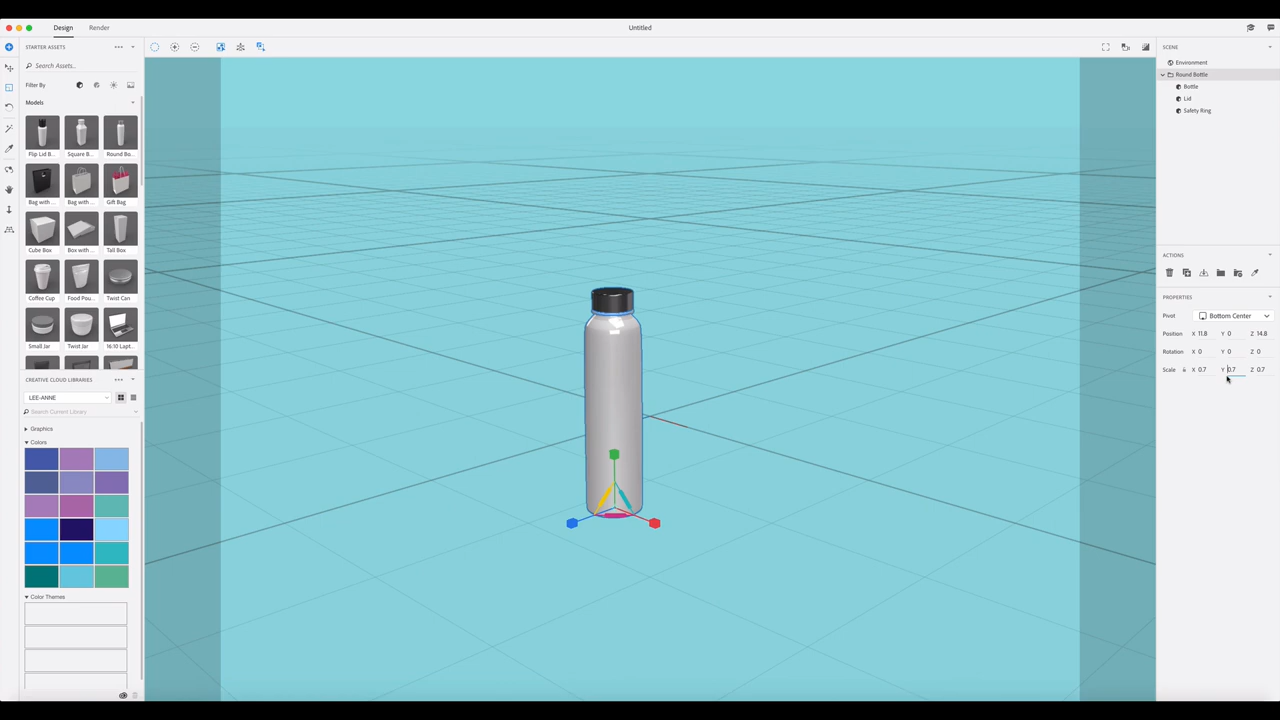 Design Render Untitled
STARTER ASSETS SCENE
Search Assets... Environment
Filter By Round Bottle
Bottle
Models Lid
Safety Ring
Flip Lid B... Square B... Round Bo...
Bag with ... Bag with ... Gift Bag
Cube Box Box with ... Tall Box
ACTIONS
Coffee Cup Food Pou... Twist Can
PROPERTIES
Pivot Bottom Center
Position X 11.8 Y 0 Z 14.8
Small Jar Twist Jar 16:10 Lapt...
Rotation X 0 Y 0 Z 0
Scale X 0.7 Y 0.7 Z 0.7
CREATIVE CLOUD LIBRARIES
LEE-ANNE
Search Current Library
Graphics
Colors
Color Themes